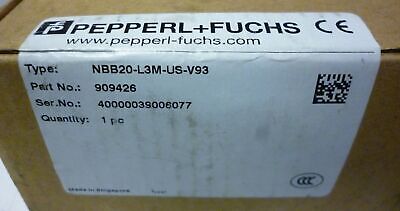 PEPPERL+FUCHS CE
www.pepperl-fuchs.com
Type: NBB20-L3M-US-V93
Part No.: 909426
Ser.No.: 40000039006077
Quantity: 1 pc
Made in Singapore